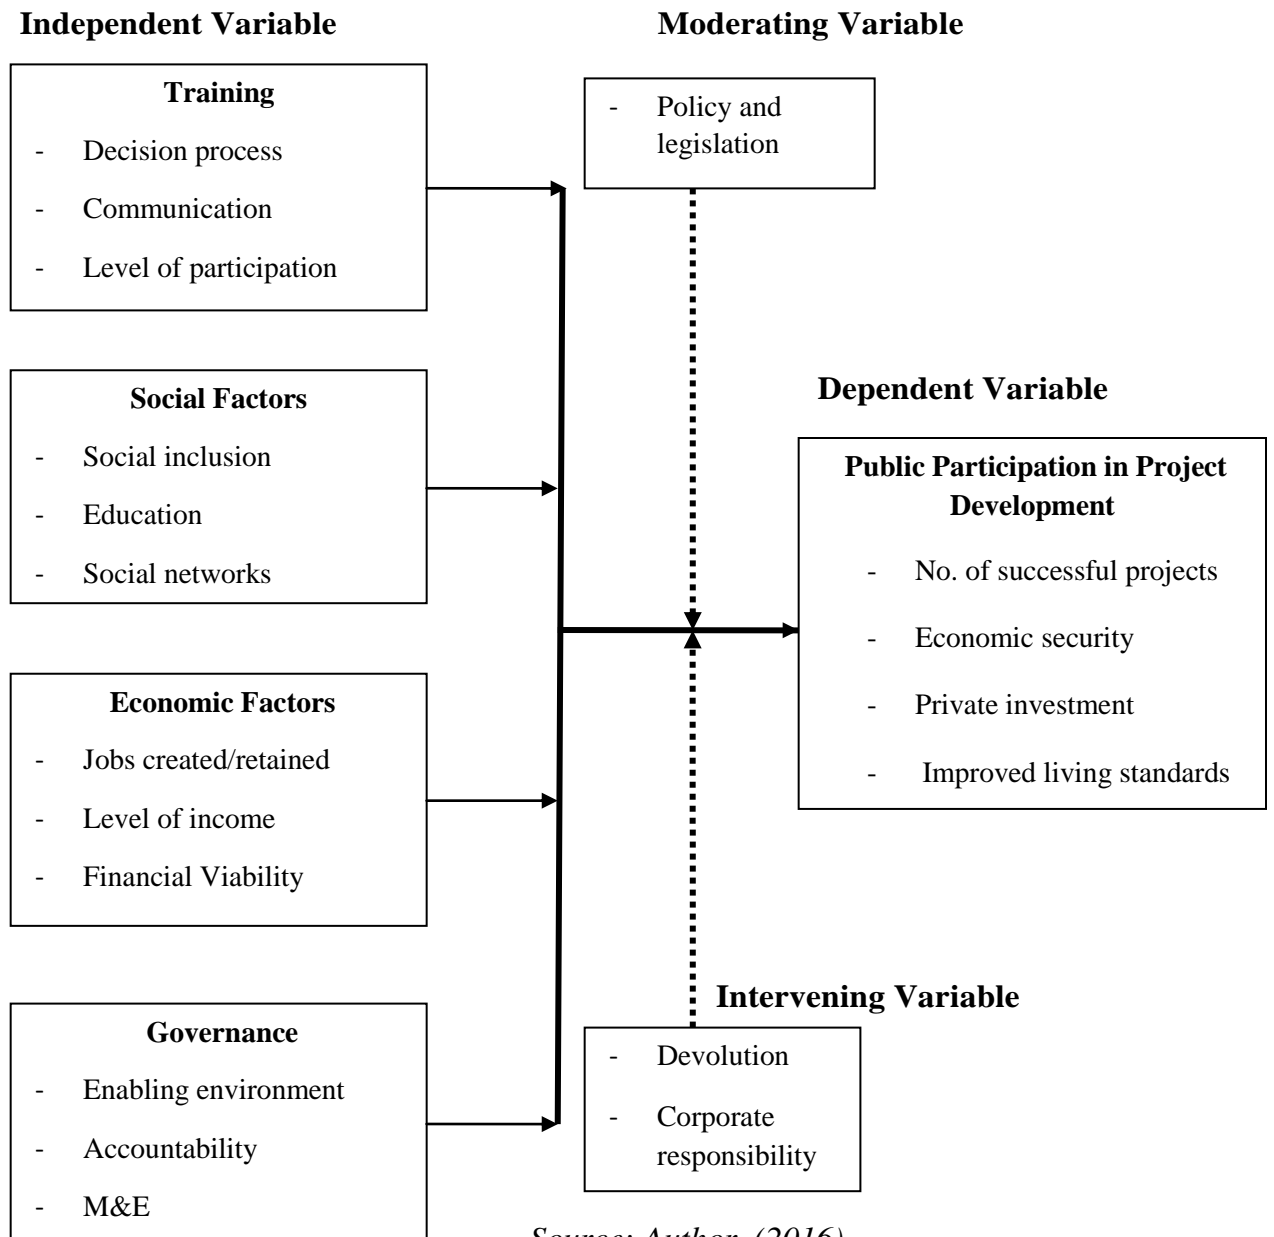 Independent Variable
Training
- Decision process
- Communication
- Level of participation
Social Factors
- Social inclusion
- Education
- Social networks
Economic Factors
- Jobs created/retained
- Level of income
- Financial Viability
Governance
- Enabling environment
- Accountability
- M&E
Moderating Variable
- Policy and
legislation
Dependent Variable
Public Participation in Project
Development
- No. of successful projects
- Economic security
- Private investment
- Improved living standards
Intervening Variable
- Devolution
- Corporate
responsibility
Source: Author, (2016)